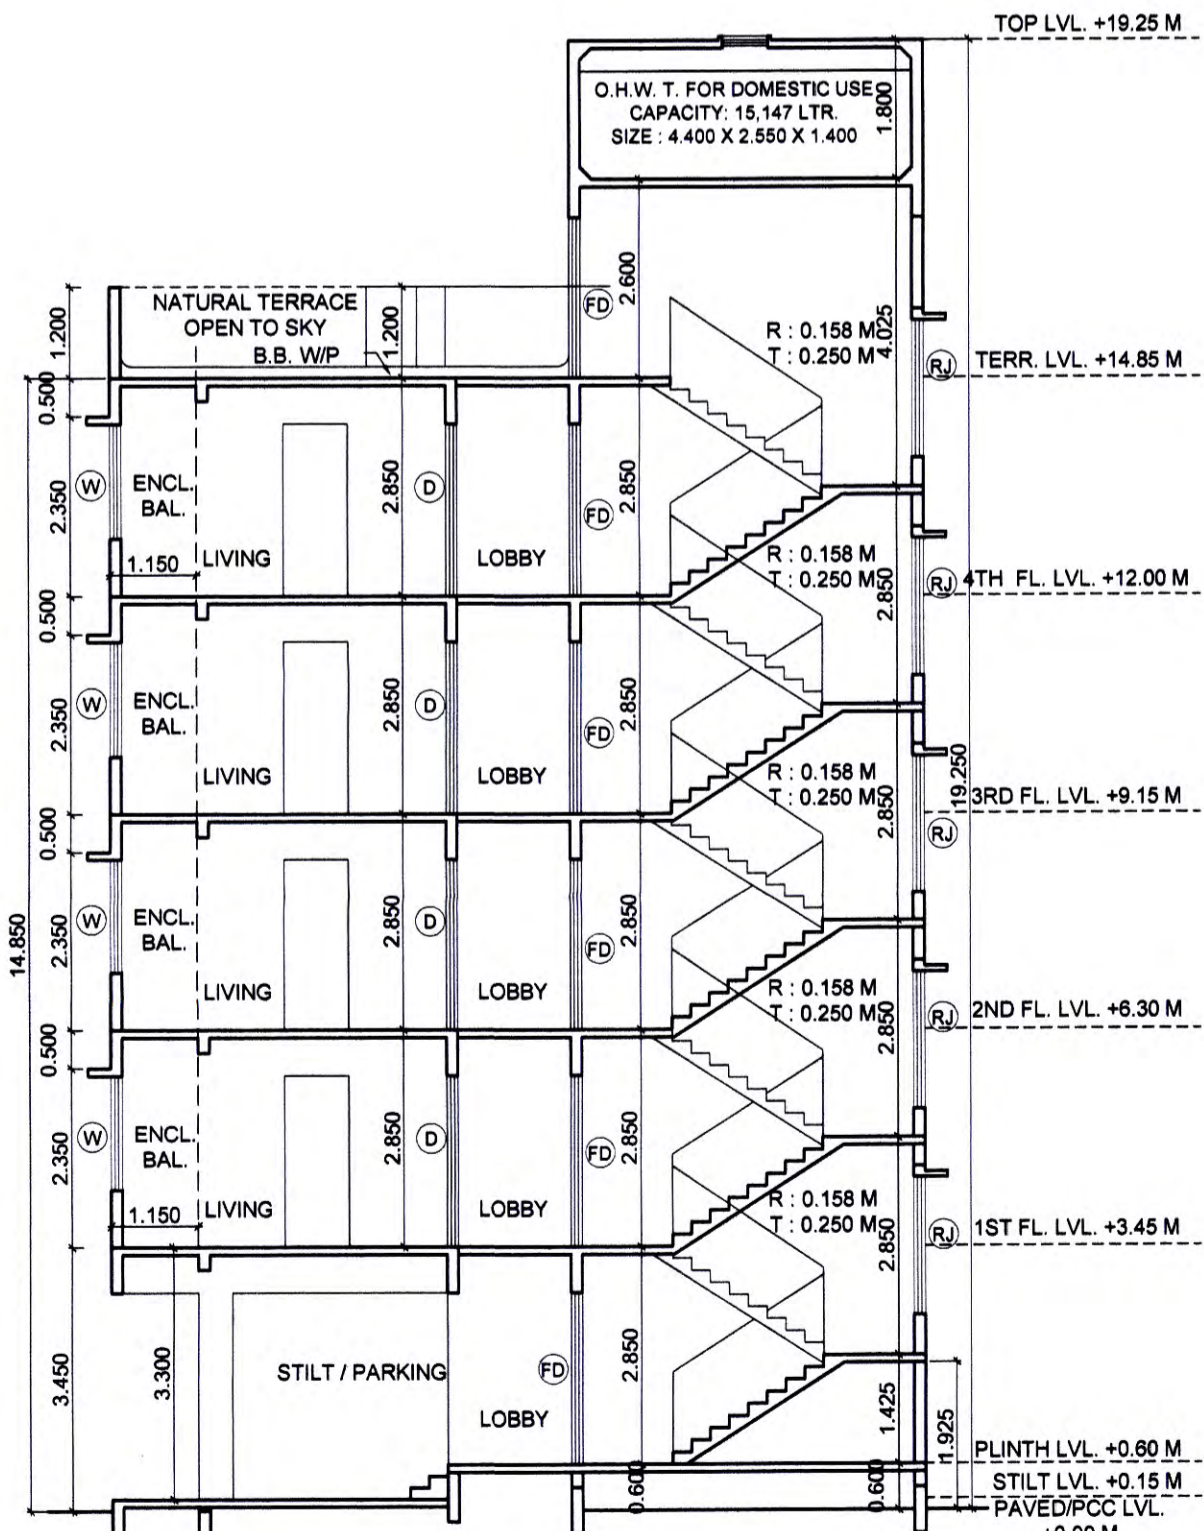 TOP LVL. +19.25 M
O.H.W. T. FOR DOMESTIC USE
CAPACITY: 15,147 LTR.
SIZE : 4.400 X 2.550 X 1.400
1.800
2.600
FD
NATURAL TERRACE
OPEN TO SKY
B.B. W/P
1.200
1.200
R : 0.158 M
T : 0.250 M
4.025
RJ
TERR. LVL. +14.85 M
0.500
W
2.350
ENCL.
BAL.
1.150
LIVING
2.850
D
LOBBY
FD
2.850
R : 0.158 M
T : 0.250 M
2.850
RJ
4TH FL. LVL. +12.00 M
0.500
W
2.350
ENCL.
BAL.
LIVING
2.850
D
LOBBY
FD
2.850
R : 0.158 M
T : 0.250 M
2.850
19.250
3RD FL. LVL. +9.15 M
RJ
0.500
14.850
W
2.350
ENCL.
BAL.
LIVING
2.850
D
LOBBY
FD
2.850
R : 0.158 M
T : 0.250 M
2.850
RJ
2ND FL. LVL. +6.30 M
0.500
W
2.350
ENCL.
BAL.
1.150
LIVING
2.850
D
LOBBY
FD
2.850
R : 0.158 M
T : 0.250 M
2.850
RJ
1ST FL. LVL. +3.45 M
3.450
3.300
STILT / PARKING
LOBBY
FD
2.850
1.425
1.925
0.600
0.600
PLINTH LVL. +0.60 M
STILT LVL. +0.15 M
PAVED/PCC LVL.